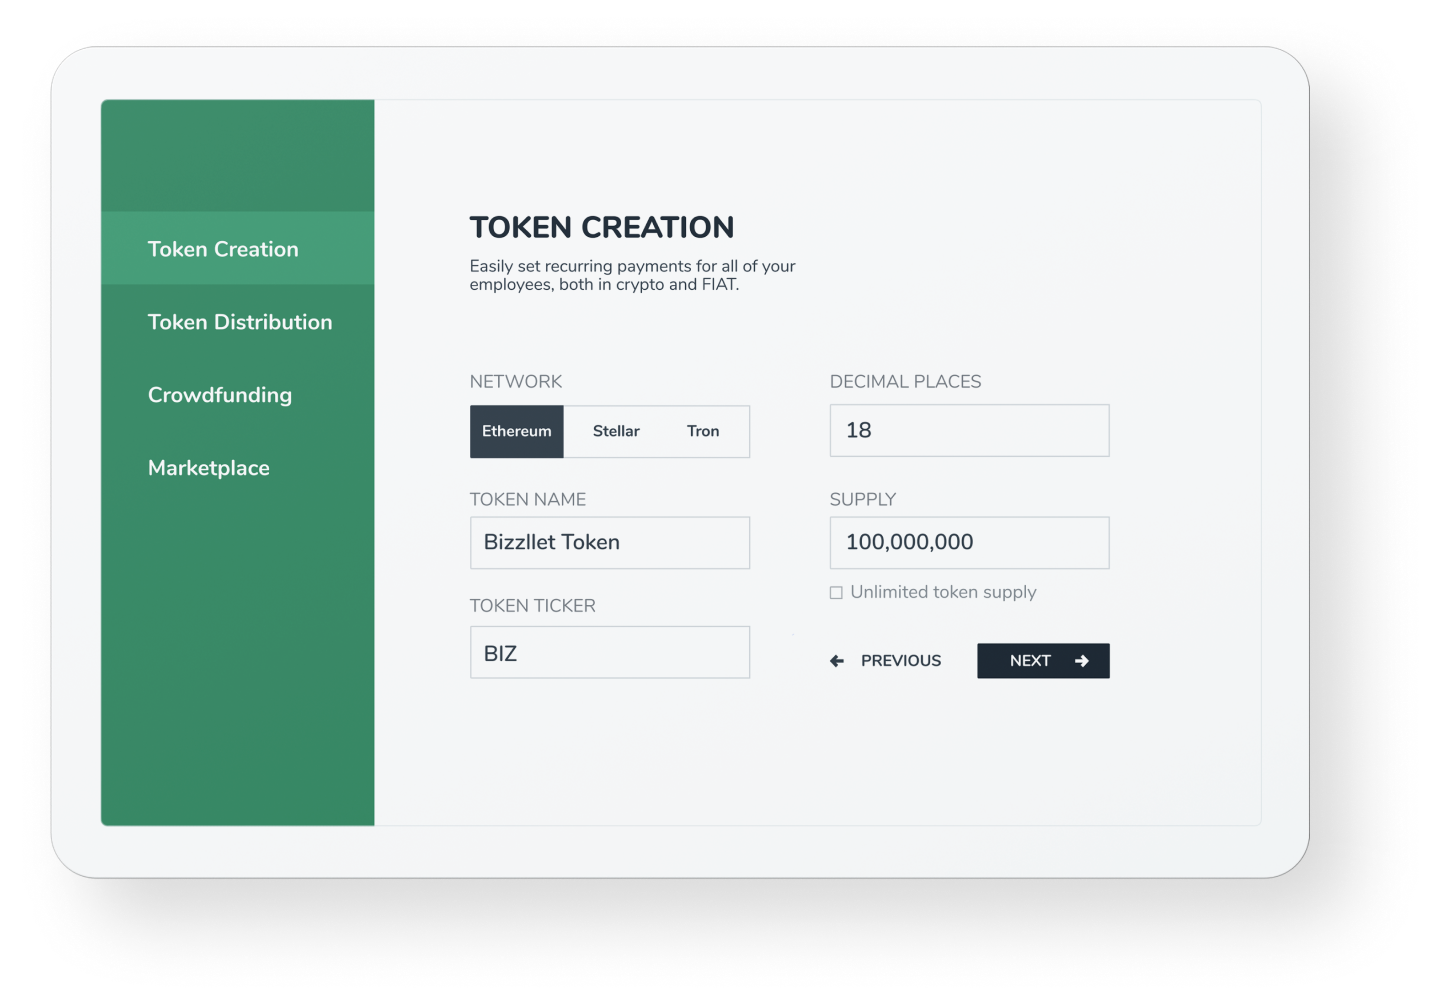 Token Creation
Token Distribution
Crowdfunding
Marketplace
TOKEN CREATION
Easily set recurring payments for all of your
employees, both in crypto and FIAT.
NETWORK
Ethereum Stellar Tron
TOKEN NAME
Bizzllet Token
TOKEN TICKER
BIZ
DECIMAL PLACES
18
SUPPLY
100,000,000
Unlimited token supply
PREVIOUS NEXT